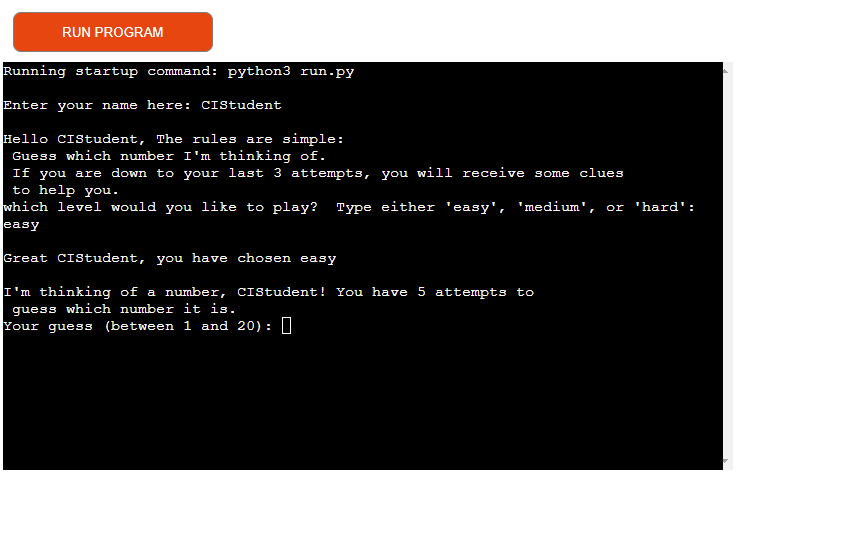 RUN PROGRAM
Running startup command: python3 run.py
Enter your name here: CIStudent
Hello CIStudent, The rules are simple:
Guess which number I'm thinking of.
If you are down to your last 3 attempts, you will receive some clues
to help you.
which level would you like to play?  Type either 'easy', 'medium', or 'hard':
easy
Great CIStudent, you have chosen easy
I'm thinking of a number, CIStudent! You have 5 attempts to
guess which number it is.
Your guess (between 1 and 20):